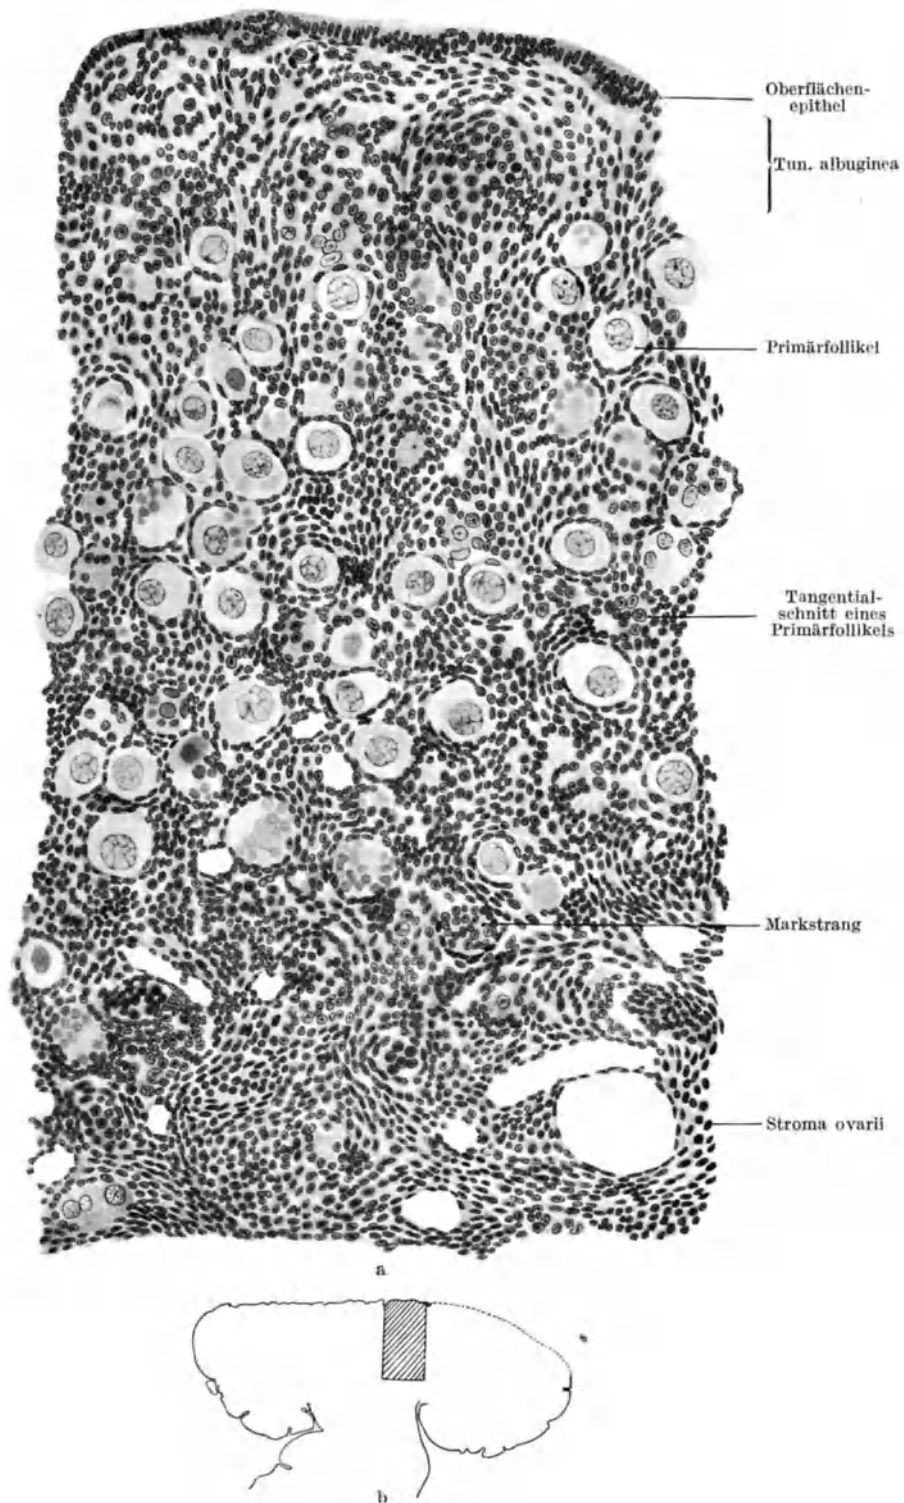 Oberflächen-
epithel
Tun. albuginea
Primärfollikel
Tangential-
schnitt eines
Primärfollikels
Markstrang
Stroma ovarii
a
b